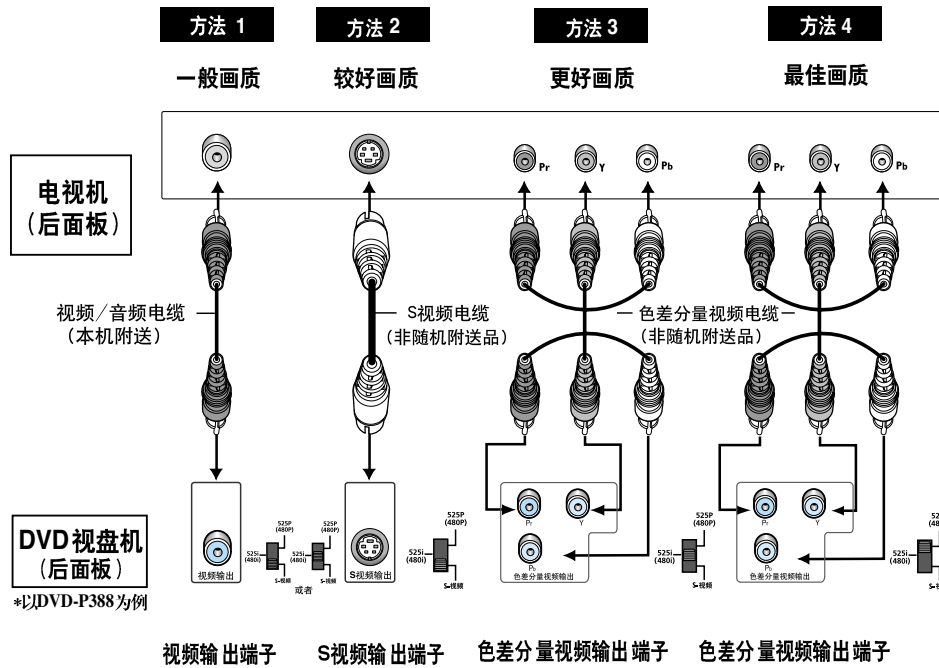 方法 1
方法 2
方法 3
方法 4
一般画质
较好画质
更好画质
最佳画质
Pr
Y
Pb
Pr
Y
Pb
电视机
(后面板)
视频/音频电缆
(本机附送)
S视频电缆
(非随机附送品)
色差分量视频电缆
(非随机附送品)
DVD视盘机
(后面板)
*以DVD-P388为例
视频输出
525P
(480P)
525i
(480i)
S-视频
或者
525P
(480P)
525i
(480i)
S-视频
S视频输出
525P
(480P)
525i
(480i)
S-视频
Pr
Y
Pb
色差分量视频输出
525P
(480P)
525i
(480i)
S-视频
Pr
Y
Pb
色差分量视频输出
525i
(480i)
视频输出端子
S视频输出端子
色差分量视频输出端子
色差分量视频输出端子